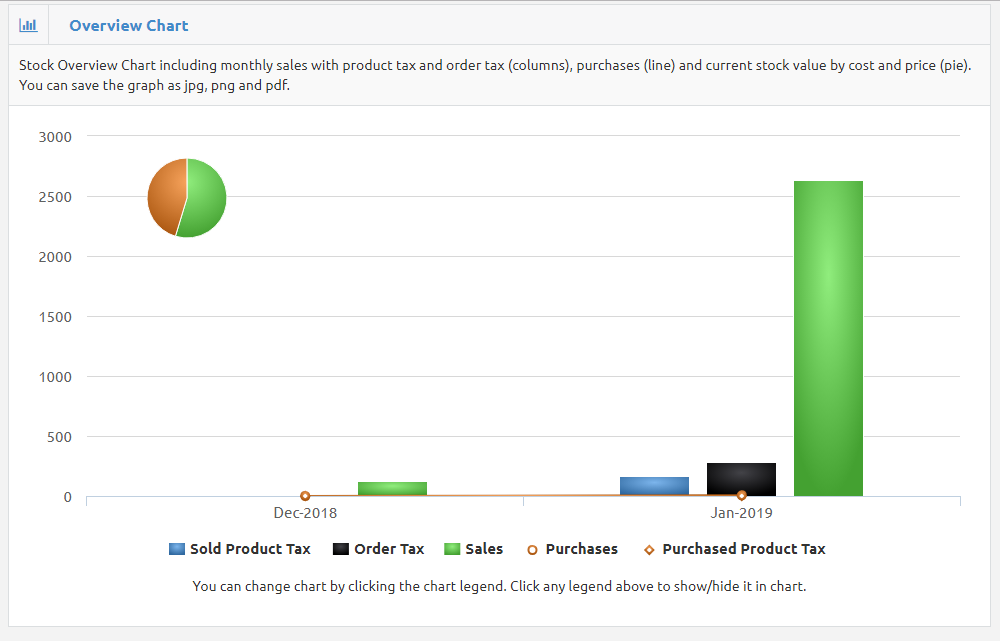 Overview Chart
Stock Overview Chart including monthly sales with product tax and order tax (columns), purchases (line) and current stock value by cost and price (pie).
You can save the graph as jpg, png and pdf.
3000
2500
2000
1500
1000
500
0
Dec-2018 Jan-2019
Sold Product Tax Order Tax Sales Purchases Purchased Product Tax
You can change chart by clicking the chart legend. Click any legend above to show/hide it in chart.